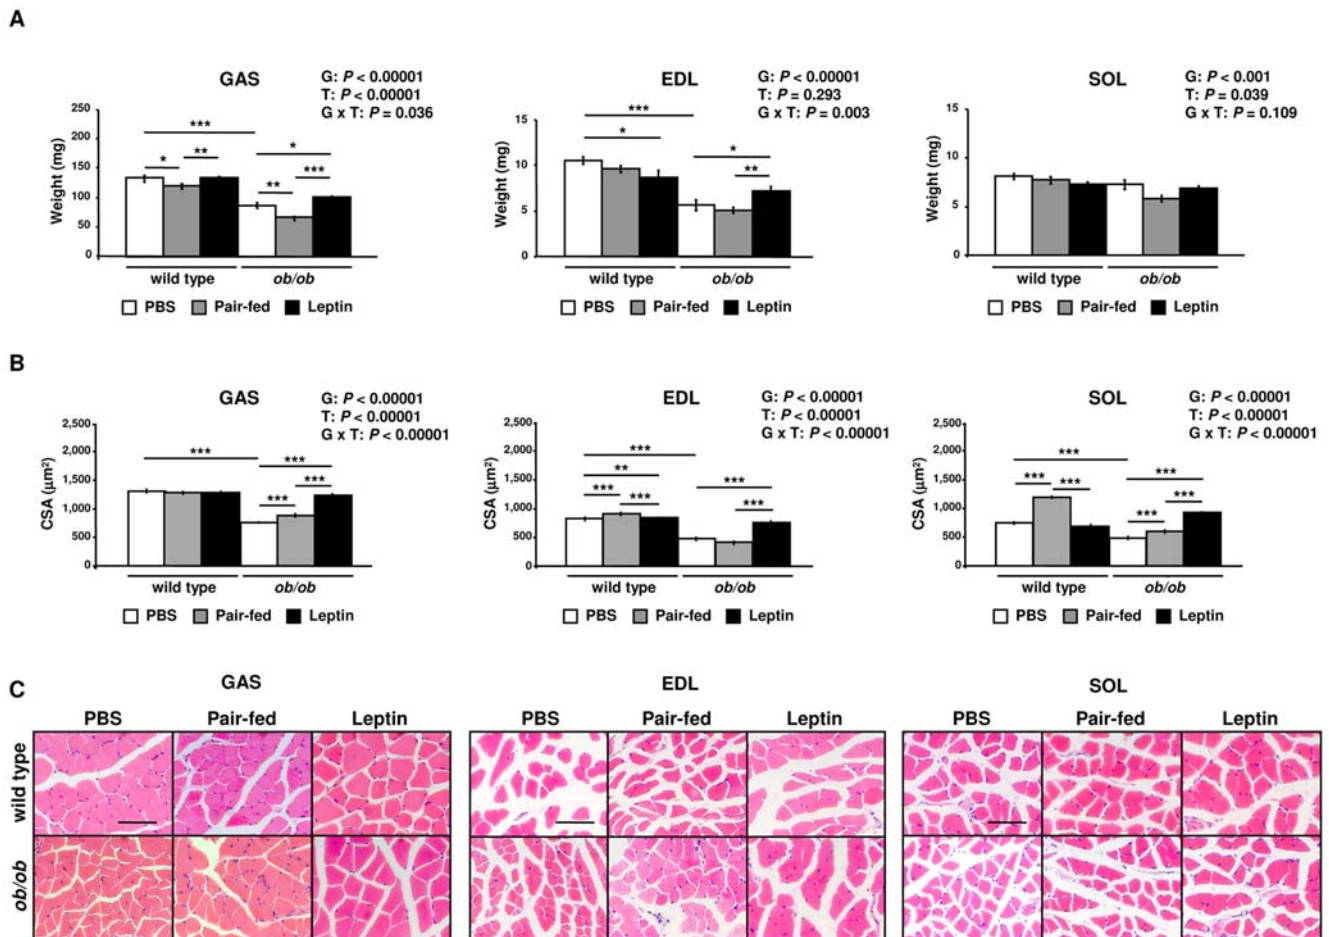 A
GAS
G: P < 0.00001
T: P < 0.00001
G x T: P = 0.036
Weight (mg)
250
200
150
100
50
0
***
*
**
*
**
***
wild type
ob/ob
PBS Pair-fed Leptin
EDL
G: P < 0.00001
T: P = 0.293
G x T: P = 0.003
Weight (mg)
15
10
5
0
***
*
*
**
wild type
ob/ob
PBS Pair-fed Leptin
SOL
G: P < 0.001
T: P = 0.039
G x T: P = 0.109
Weight (mg)
15
10
5
0
wild type
ob/ob
PBS Pair-fed Leptin
B
GAS
G: P < 0.00001
T: P < 0.00001
G x T: P < 0.00001
CSA (µm²)
2,500
2,000
1,500
1,000
500
0
***
***
***
***
wild type
ob/ob
PBS Pair-fed Leptin
EDL
G: P < 0.00001
T: P < 0.00001
G x T: P < 0.00001
CSA (µm²)
2,500
2,000
1,500
1,000
500
0
***
**
***
***
***
***
wild type
ob/ob
PBS Pair-fed Leptin
SOL
G: P < 0.00001
T: P < 0.00001
G x T: P < 0.00001
CSA (µm²)
2,500
2,000
1,500
1,000
500
0
***
***
***
***
***
***
wild type
ob/ob
PBS Pair-fed Leptin
C
GAS
EDL
SOL
PBS Pair-fed Leptin
PBS Pair-fed Leptin
PBS Pair-fed Leptin
wild type
ob/ob